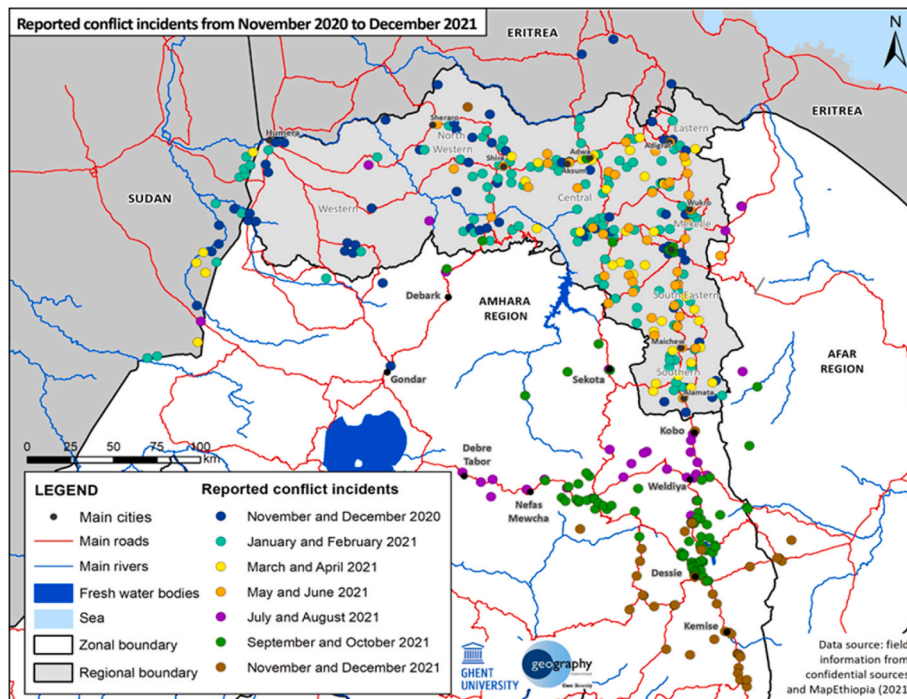 Reported conflict incidents from November 2020 to December 2021
N
ERITREA
ERITREA
SUDAN
Humera
Sheraro
North
Western
Shire
Adwa
Aksum
Eastern
Adigrat
Central
Western
Wukro
Mekelle
South Eastern
Maichew
Southern
Alamata
Debark
AMHARA
REGION
AFAR
REGION
Gondar
Sekota
Kobo
Debre
Tabor
Nefas
Mewcha
Weldiya
Dessie
Kemise
0 25 50 75 100
km
LEGEND
Main cities
Main roads
Main rivers
Fresh water bodies
Sea
Zonal boundary
Regional boundary
Reported conflict incidents
November and December 2020
January and February 2021
March and April 2021
May and June 2021
July and August 2021
September and October 2021
November and December 2021
GHENT
UNIVERSITY
geography
Data source: field
information from
confidential sources
and MapEthiopia (2021